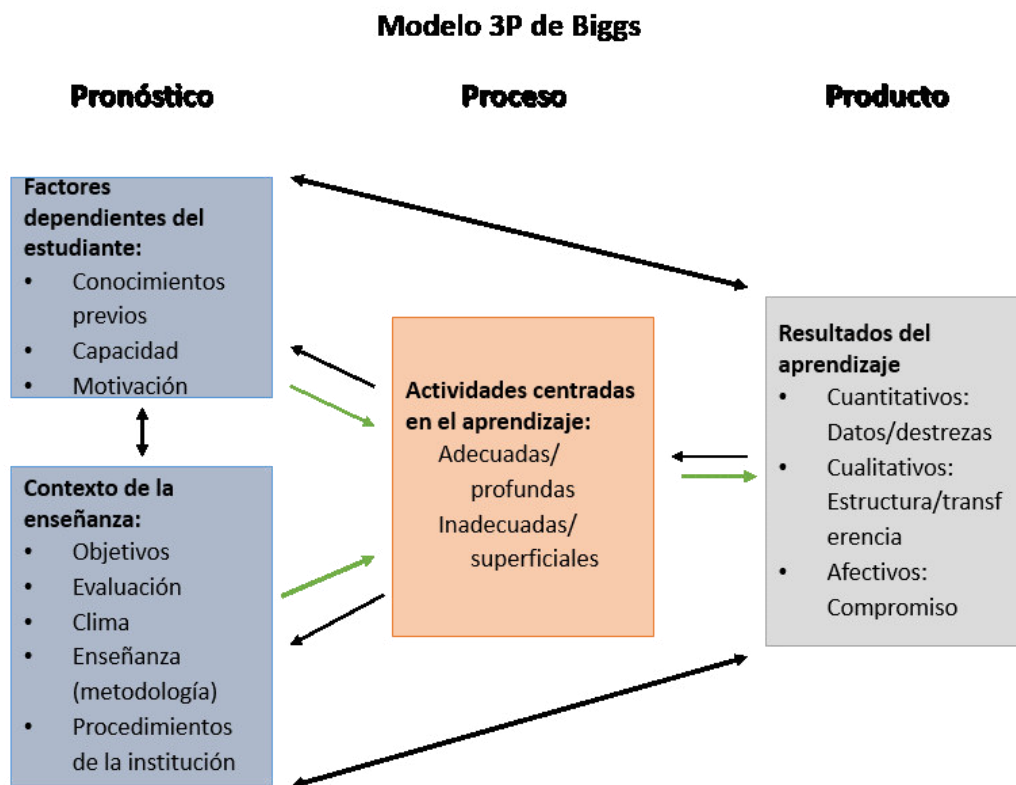 Modelo 3P de Biggs
Pronóstico
Proceso
Producto
Factores
dependientes del
estudiante:
• Conocimientos
previos
• Capacidad
• Motivación
Contexto de la
enseñanza:
• Objetivos
• Evaluación
• Clima
• Enseñanza
(metodología)
• Procedimientos
de la institución
Actividades centradas
en el aprendizaje:
Adecuadas/
profundas
Inadecuadas/
superficiales
Resultados del
aprendizaje
• Cuantitativos:
Datos/destrezas
• Cualitativos:
Estructura/transf
erencia
• Afectivos:
Compromiso